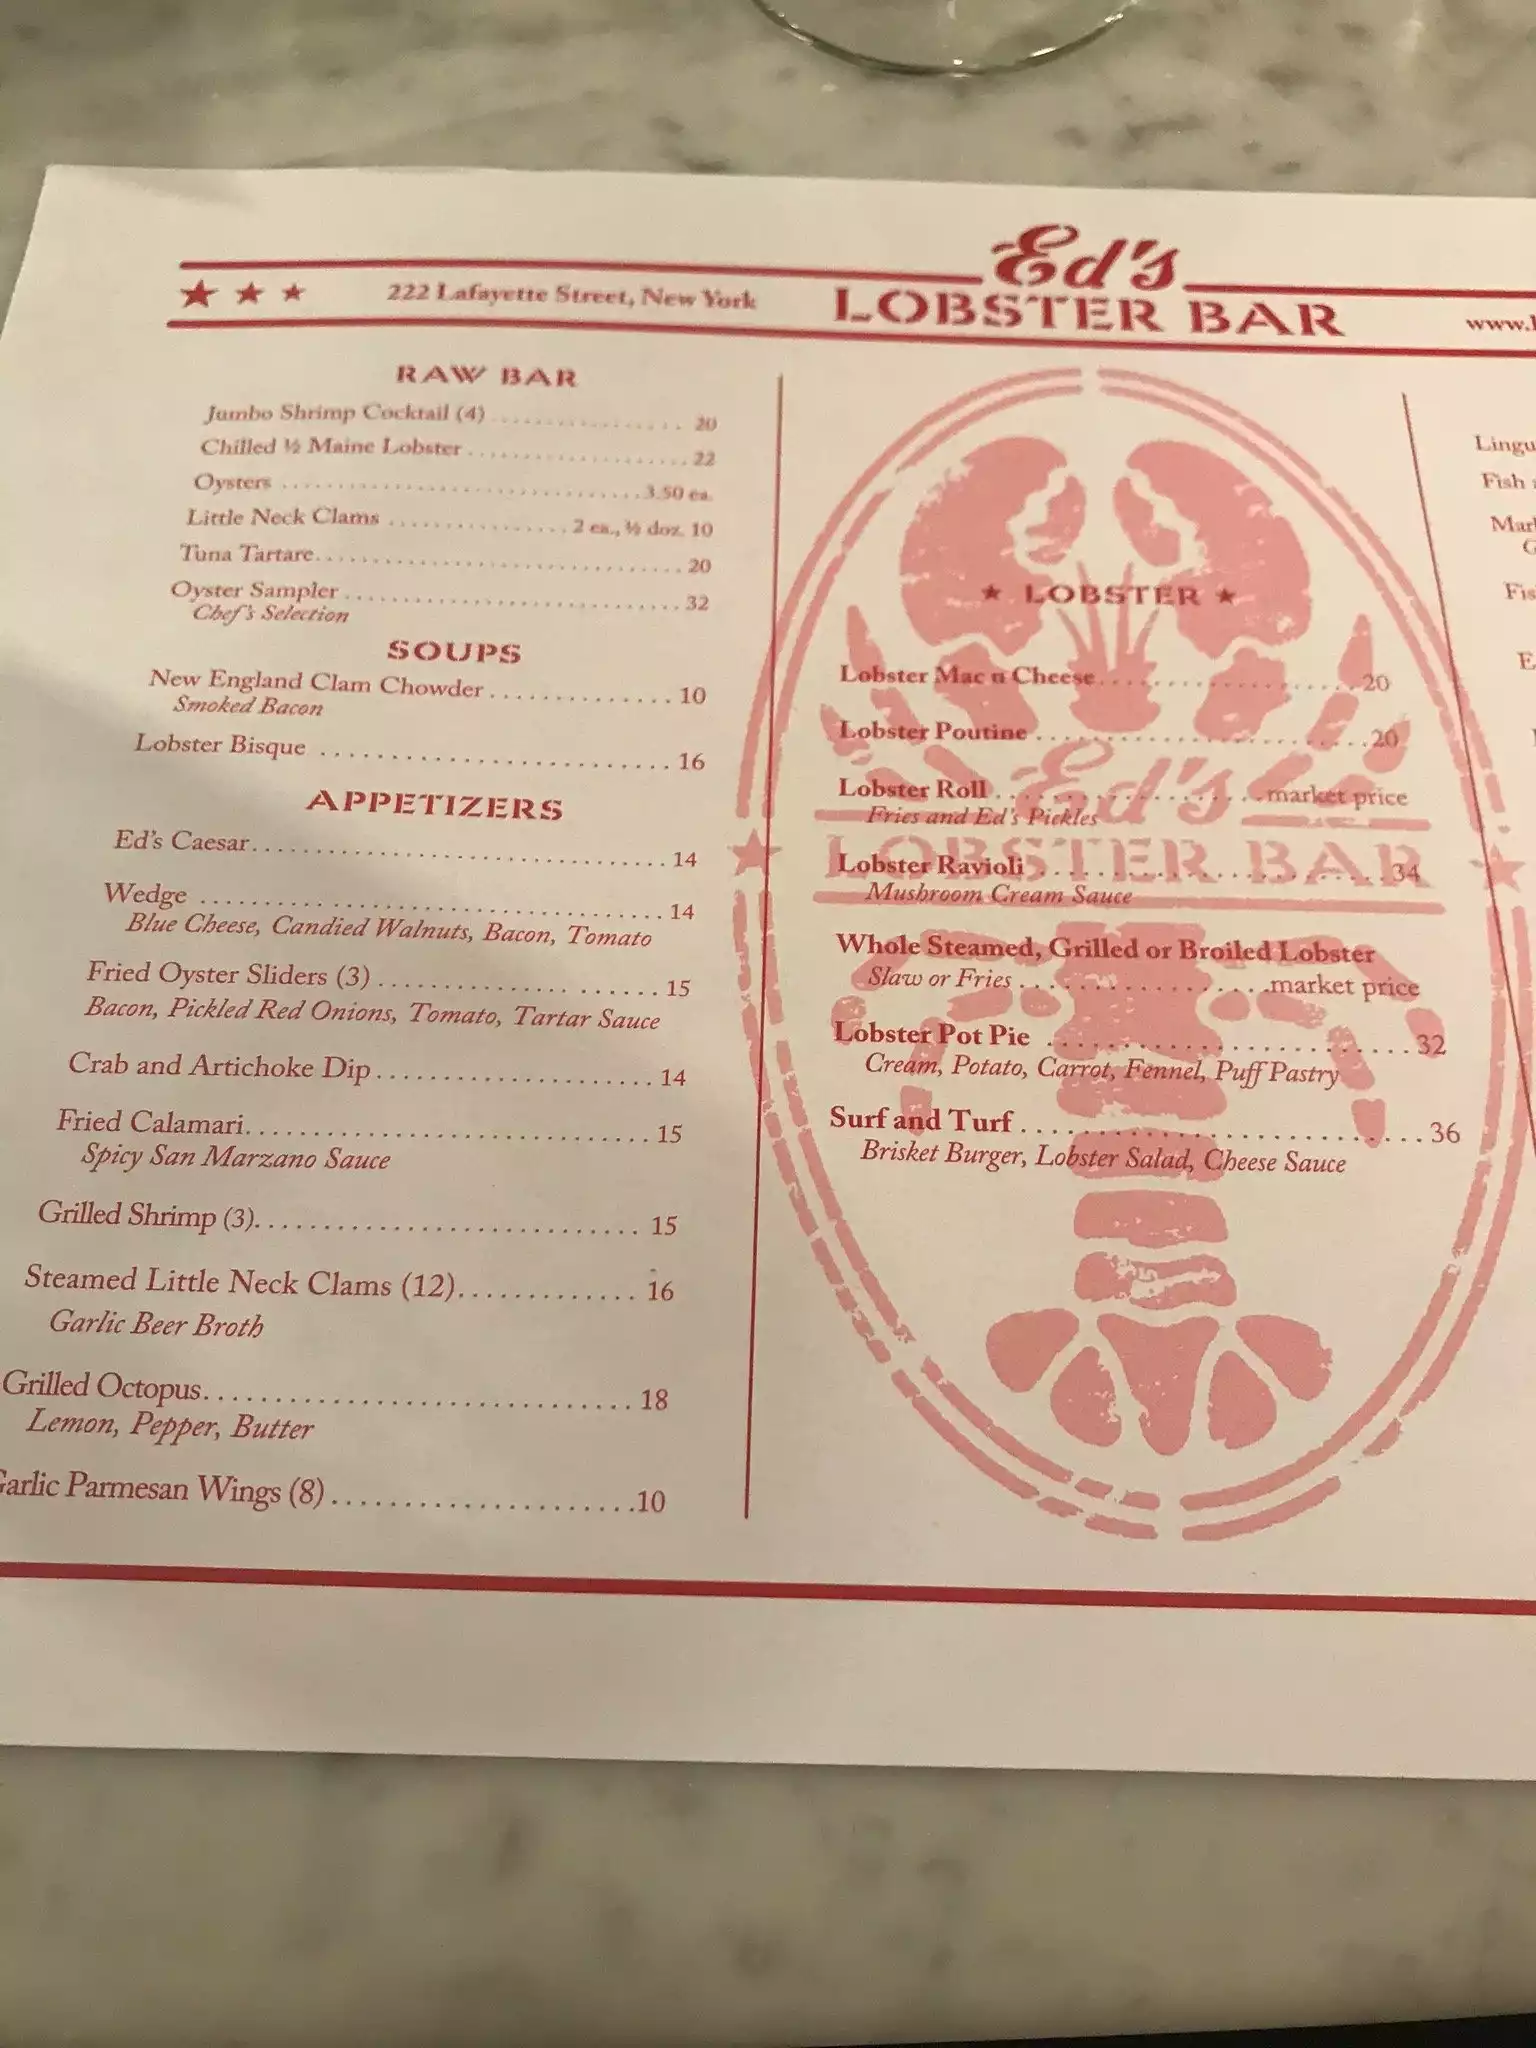 Ed's
222 Lafayette Street, New York
LOBSTER BAR
RAW BAR
Jumbo Shrimp Cocktail (4) ................ 20
Chilled ½ Maine Lobster .................... 22
Oysters ................................ 3.50 ea.
Little Neck Clams ................ 2 ea., ½ doz. 10
Tuna Tartare.................................. 20
Oyster Sampler ............................... 32
Chef's Selection
SOUPS
New England Clam Chowder ............. 10
Smoked Bacon
Lobster Bisque ......................... 16
APPETIZERS
Ed's Caesar................................. 14
Wedge ..................................... 14
Blue Cheese, Candied Walnuts, Bacon, Tomato
Fried Oyster Sliders (3) .................... 15
Bacon, Pickled Red Onions, Tomato, Tartar Sauce
Crab and Artichoke Dip..................... 14
Fried Calamari.............................. 15
Spicy San Marzano Sauce
Grilled Shrimp (3)............................ 15
Steamed Little Neck Clams (12)............. 16
Garlic Beer Broth
Grilled Octopus.............................. 18
Lemon, Pepper, Butter
Garlic Parmesan Wings (8) .....................10
LOBSTER
Lobster Mac n Cheese....................20
Lobster Poutine .........................20
Lobster Roll .....................market price
Fries and Ed's Pickles
Lobster Ravioli ..........................34
Mushroom Cream Sauce
Whole Steamed, Grilled or Broiled Lobster
Slaw or Fries ..................market price
Lobster Pot Pie ..........................32
Cream, Potato, Carrot, Fennel, Puff Pastry
Surf and Turf ............................36
Brisket Burger, Lobster Salad, Cheese Sauce
Ed's
LOBSTER BAR
www.
Fish